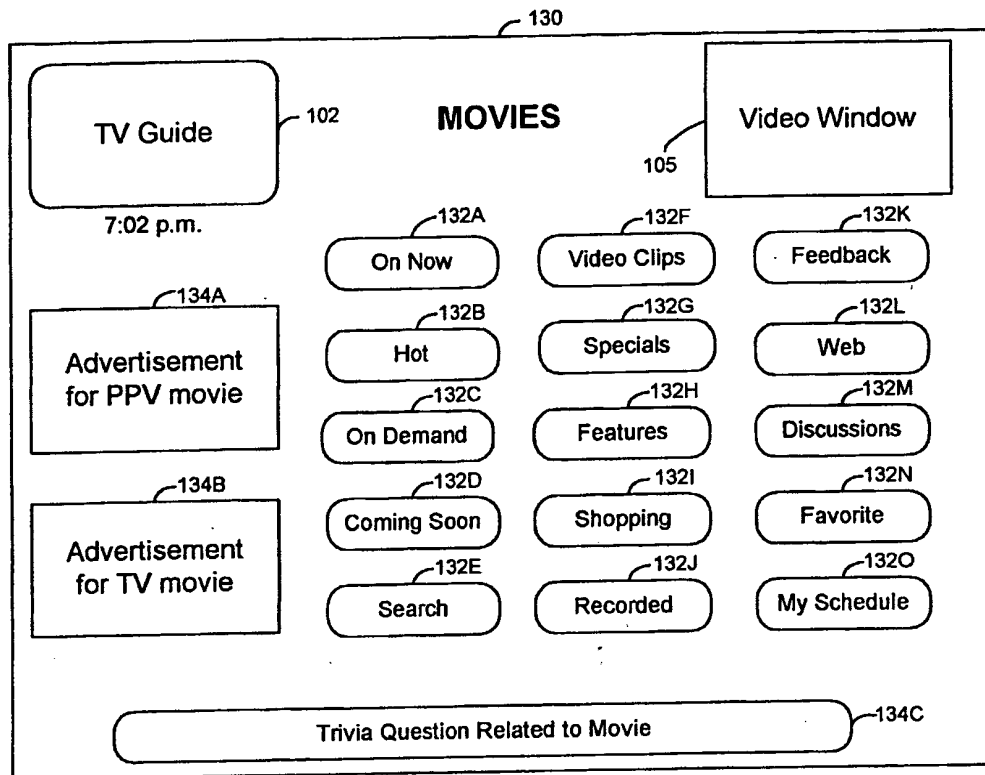 130
TV Guide
102
MOVIES
105
Video Window
7:02 p.m.
132A
On Now
132F
Video Clips
132K
Feedback
134A
Advertisement
for PPV movie
132B
Hot
132G
Specials
132L
Web
132C
On Demand
132H
Features
132M
Discussions
134B
Advertisement
for TV movie
132D
Coming Soon
132I
Shopping
132N
Favorite
132E
Search
132J
Recorded
132O
My Schedule
Trivia Question Related to Movie
134C